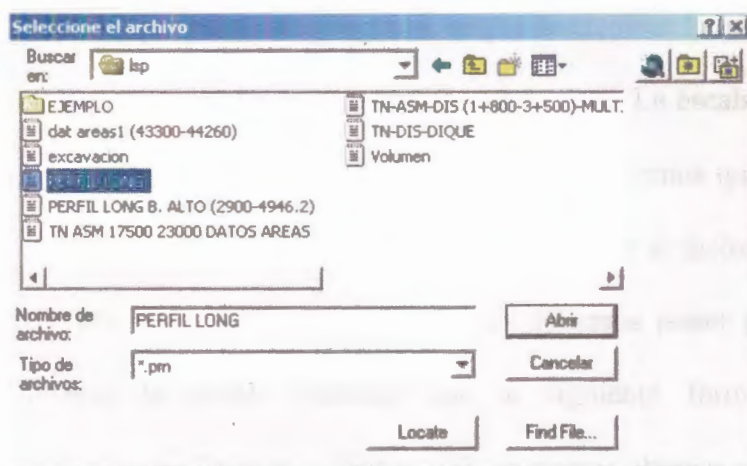 Seleccione el archivo
Buscar en:
lsp
EJEMPLO
dat areas1 (43300-44260)
excavacion
PERFIL LONG B. ALTO (2900-4946.2)
TN ASM 17500 23000 DATOS AREAS
TN-ASM-DIS (1+800-3+500)-MULT
TN-DIS-DIQUE
Volumen
Nombre de archivo:
PERFIL LONG
Abrir
Tipo de archivos:
*.prn
Cancelar
Locate
Find File...